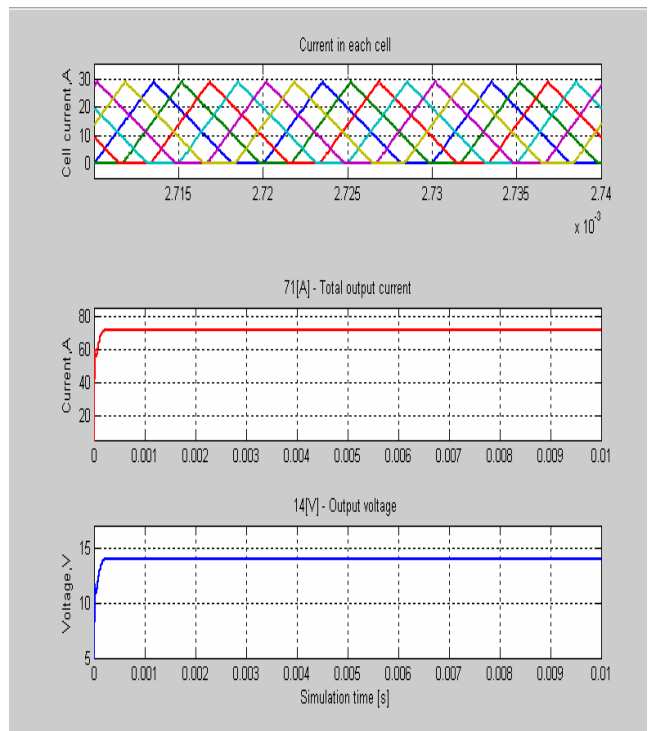 Current in each cell
Cell current,A
30
20
10
0
2.715 2.72 2.725 2.73 2.735 2.74
x 10-3
71[A] - Total output current
Current,A
80
60
40
20
0 0.001 0.002 0.003 0.004 0.005 0.006 0.007 0.008 0.009 0.01
14[V] - Output voltage
Voltage,V
15
10
5
0 0.001 0.002 0.003 0.004 0.005 0.006 0.007 0.008 0.009 0.01
Simulation time [s]